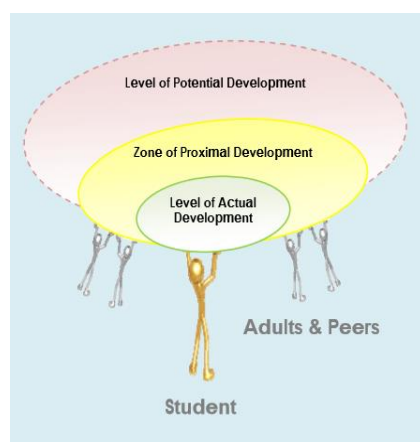 Level of Potential Development
Zone of Proximal Development
Level of Actual
Development
Adults & Peers
Student